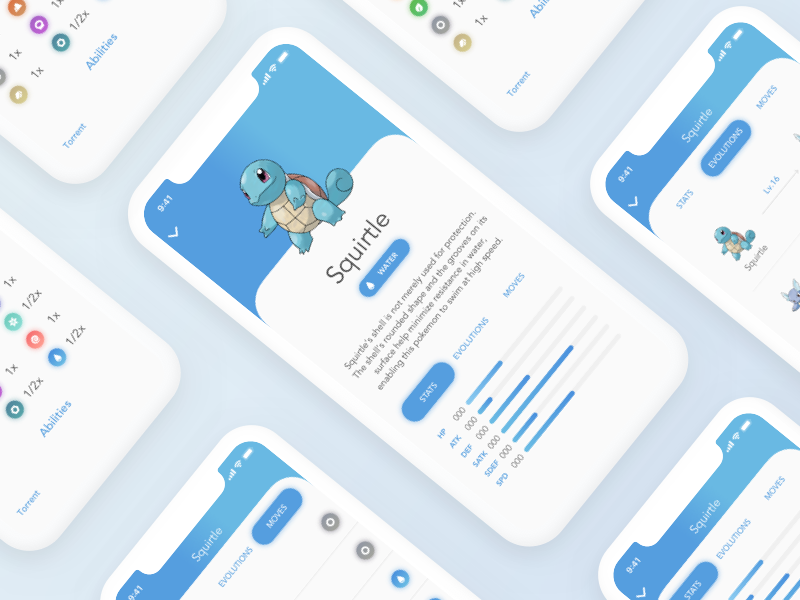 1x
1/2x
1x
1x
Abilities
Torrent
1x
Abilities
Torrent
9:41
Squirtle
WATER
Squirtle's shell is not merely used for protection.
The shell's rounded shape and the grooves on its
surface help minimize resistance in water,
enabling this pokemon to swim at high speed.
STATS
EVOLUTIONS
MOVES
HP 000
ATK 000
DEF 000
SATK 000
SDEF 000
SPD 000
9:41
Squirtle
STATS
EVOLUTIONS
MOVES
Lv.16
Squirtle
1x
1/2x
1x
1/2x
1x
1/2x
Abilities
Torrent
9:41
Squirtle
EVOLUTIONS
MOVES
9:41
Squirtle
STATS
EVOLUTIONS
MOVES